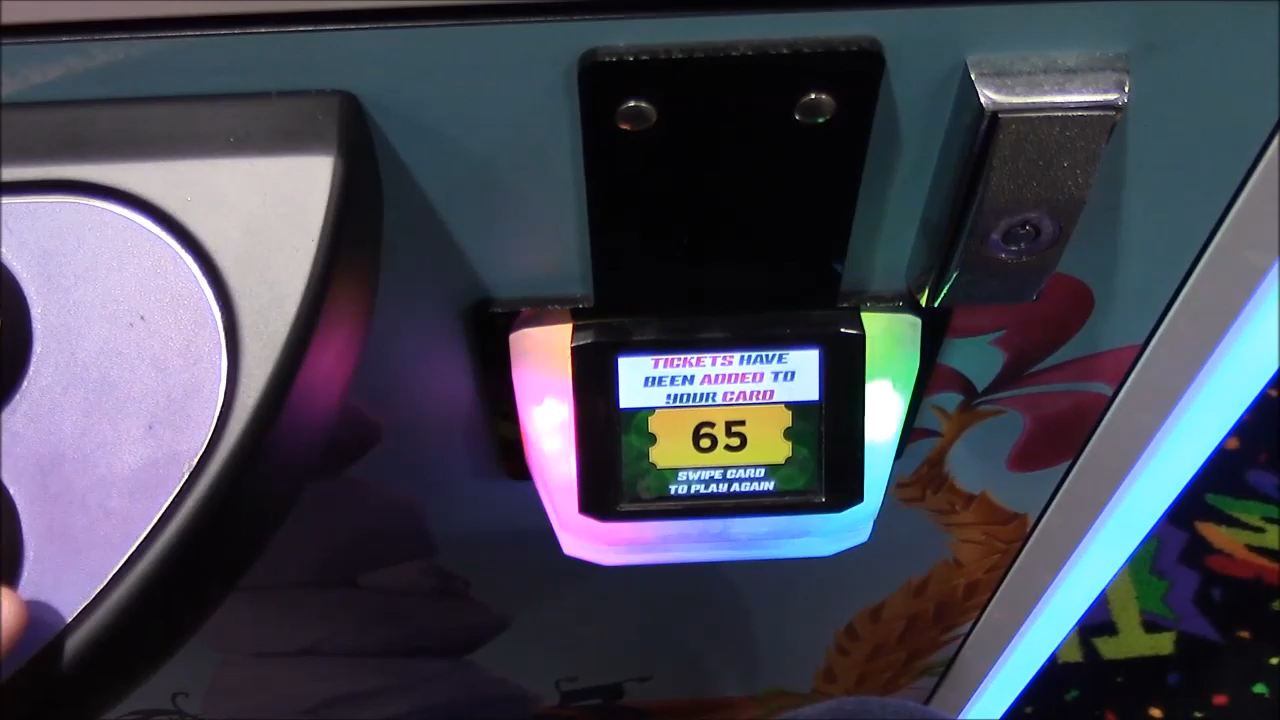 TICKETS HAVE
BEEN ADDED TO
YOUR CARD
65
SWIPE CARD
TO PLAY AGAIN